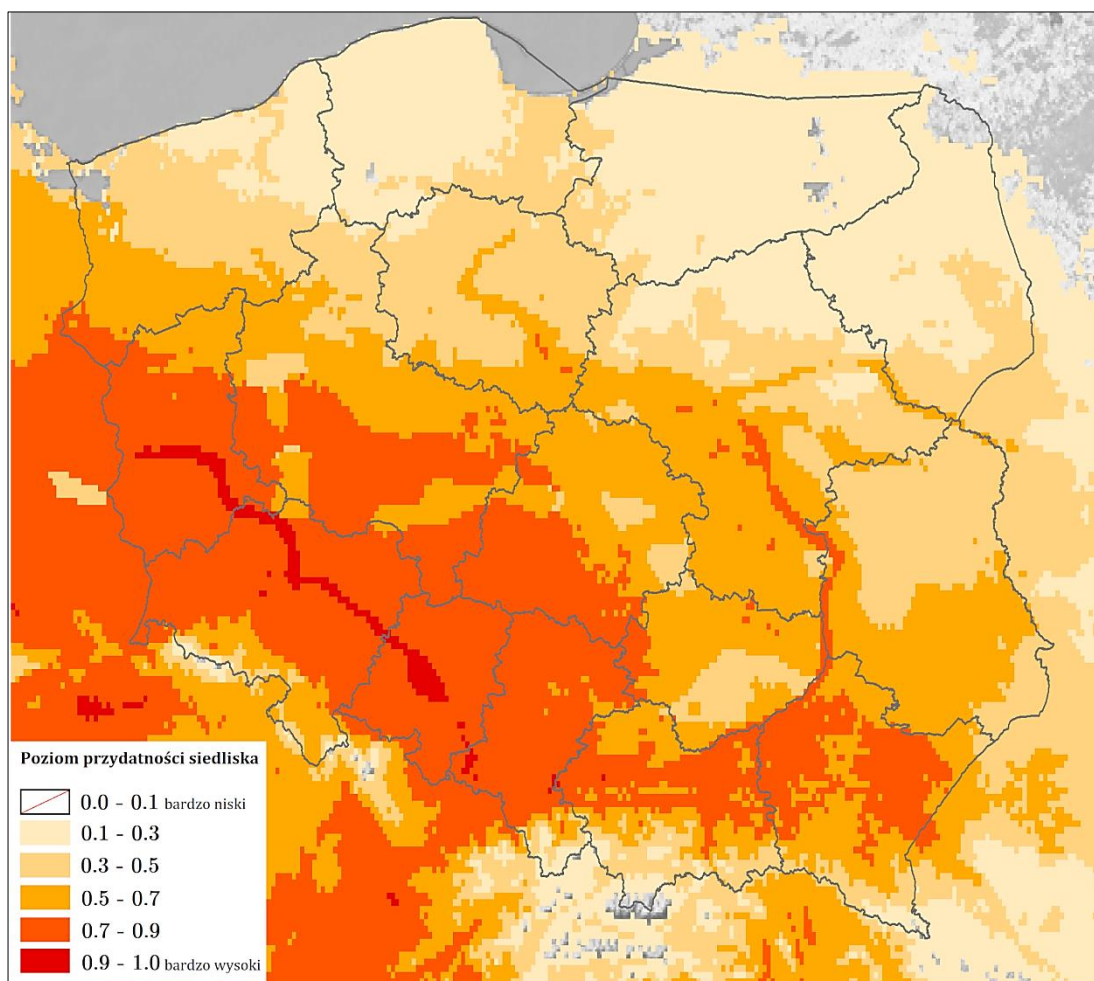 Poziom przydatności siedliska
0.0 - 0.1 bardzo niski
0.1 - 0.3
0.3 - 0.5
0.5 - 0.7
0.7 - 0.9
0.9 - 1.0 bardzo wysoki